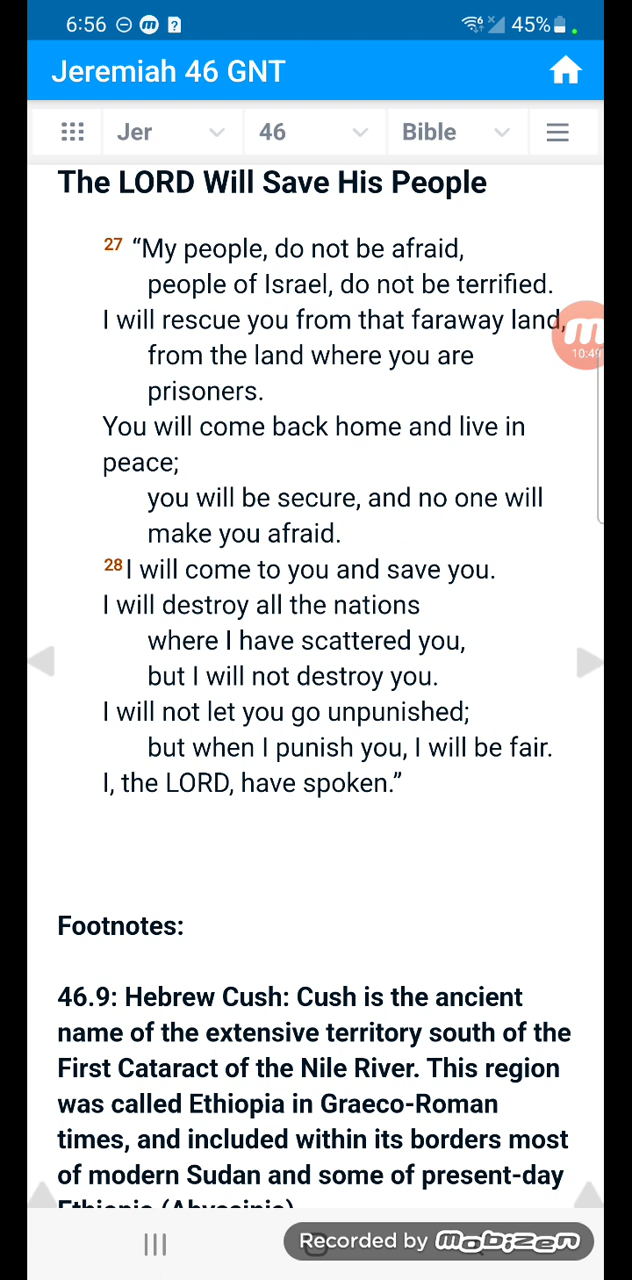 6:56 45%
Jeremiah 46 GNT
Jer 46 Bible
The LORD Will Save His People
27 “My people, do not be afraid,
people of Israel, do not be terrified.
I will rescue you from that faraway land,
from the land where you are
prisoners.
10:49
You will come back home and live in
peace;
you will be secure, and no one will
make you afraid.
28 I will come to you and save you.
I will destroy all the nations
where I have scattered you,
but I will not destroy you.
I will not let you go unpunished;
but when I punish you, I will be fair.
I, the LORD, have spoken.”
Footnotes:
46.9: Hebrew Cush: Cush is the ancient
name of the extensive territory south of the
First Cataract of the Nile River. This region
was called Ethiopia in Graeco-Roman
times, and included within its borders most
of modern Sudan and some of present-day
Ethiopia (Abyssinia)
Recorded by mobizen